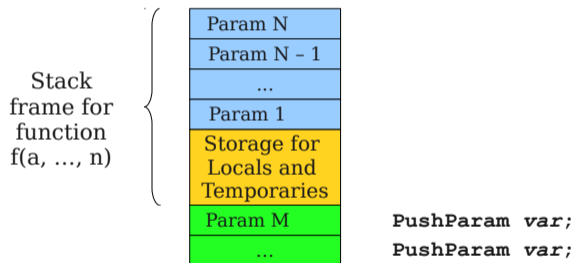 Param N
Param N – 1
...
Param 1
Stack
frame for
function
f(a, …, n)
Storage for
Locals and
Temporaries
Param M
PushParam var;
...
PushParam var;